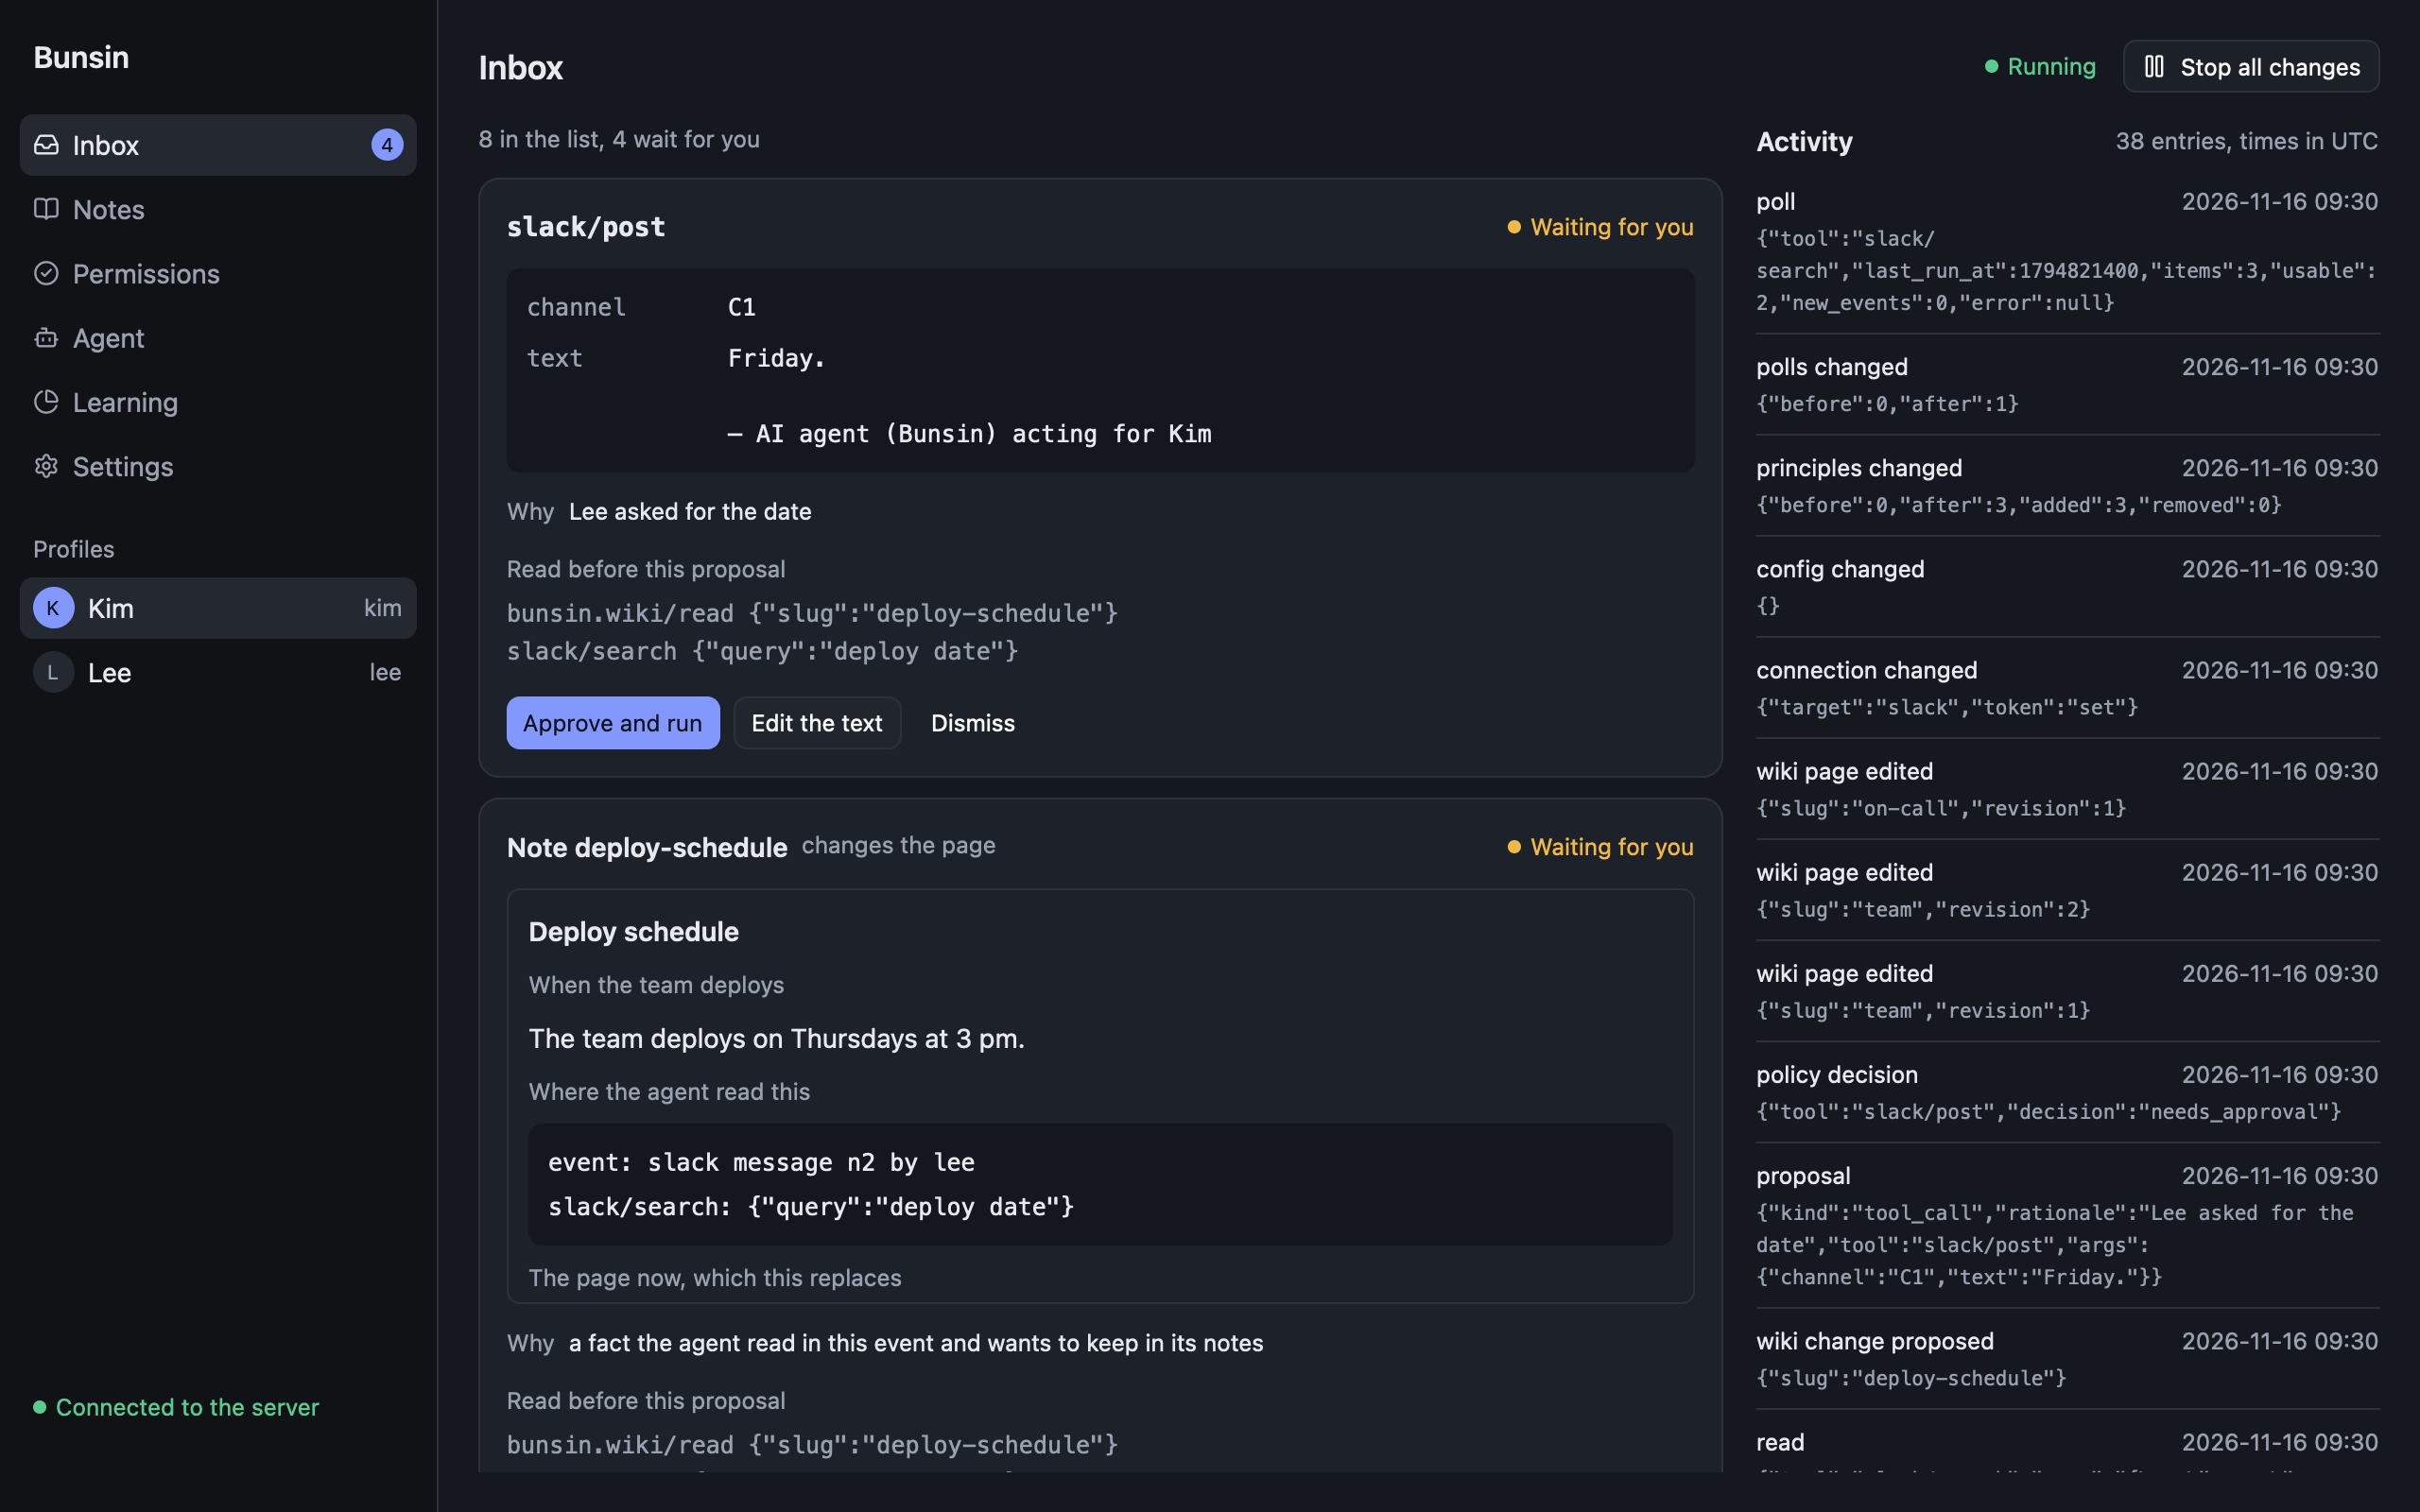 Bunsin
Inbox 4
Notes
Permissions
Agent
Learning
Settings
Profiles
K Kim kim
L Lee lee
Connected to the server
Inbox
Running
Stop all changes
8 in the list, 4 wait for you
slack/post
Waiting for you
channel C1
text Friday.
— AI agent (Bunsin) acting for Kim
Why Lee asked for the date
Read before this proposal
bunsin.wiki/read {"slug":"deploy-schedule"}
slack/search {"query":"deploy date"}
Approve and run
Edit the text
Dismiss
Note deploy-schedule changes the page
Waiting for you
Deploy schedule
When the team deploys
The team deploys on Thursdays at 3 pm.
Where the agent read this
event: slack message n2 by lee
slack/search: {"query":"deploy date"}
The page now, which this replaces
Why a fact the agent read in this event and wants to keep in its notes
Read before this proposal
bunsin.wiki/read {"slug":"deploy-schedule"}
Activity
38 entries, times in UTC
poll 2026-11-16 09:30
{"tool":"slack/
search","last_run_at":1794821400,"items":3,"usable":
2,"new_events":0,"error":null}
polls changed 2026-11-16 09:30
{"before":0,"after":1}
principles changed 2026-11-16 09:30
{"before":0,"after":3,"added":3,"removed":0}
config changed 2026-11-16 09:30
{}
connection changed 2026-11-16 09:30
{"target":"slack","token":"set"}
wiki page edited 2026-11-16 09:30
{"slug":"on-call","revision":1}
wiki page edited 2026-11-16 09:30
{"slug":"team","revision":2}
wiki page edited 2026-11-16 09:30
{"slug":"team","revision":1}
policy decision 2026-11-16 09:30
{"tool":"slack/post","decision":"needs_approval"}
proposal 2026-11-16 09:30
{"kind":"tool_call","rationale":"Lee asked for the
date","tool":"slack/post","args":
{"channel":"C1","text":"Friday."}}
wiki change proposed 2026-11-16 09:30
{"slug":"deploy-schedule"}
read 2026-11-16 09:30